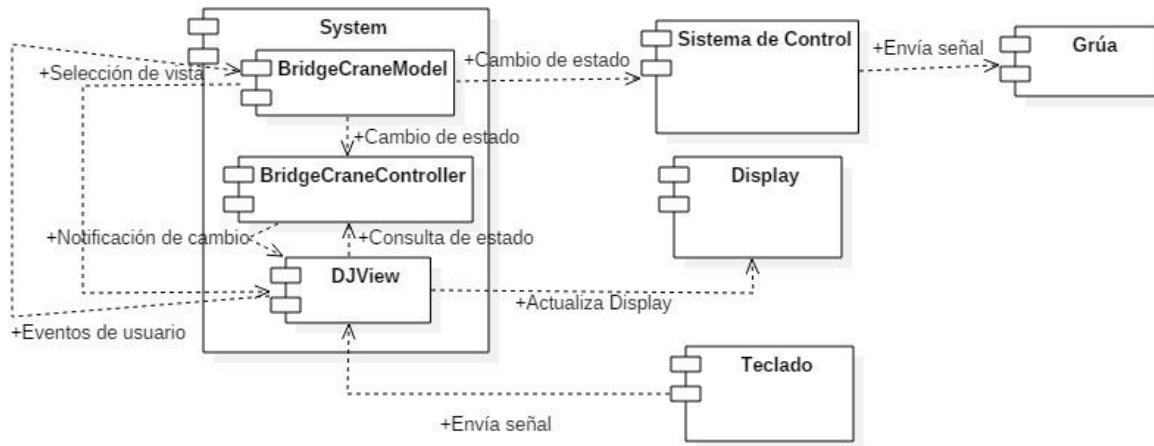 System
Sistema de Control
Grúa
+Envía señal
+Selección de vista
BridgeCraneModel
+Cambio de estado
+Cambio de estado
BridgeCraneController
Display
+Notificación de cambio
+Consulta de estado
DJView
+Actualiza Display
+Eventos de usuario
Teclado
+Envía señal